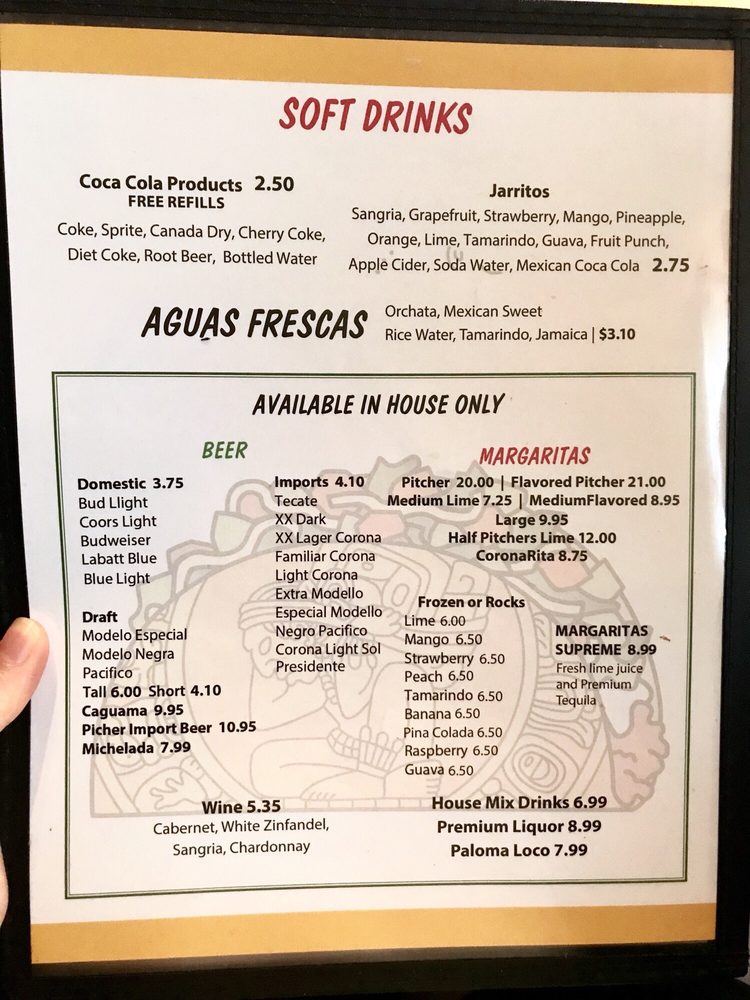 SOFT DRINKS
Coca Cola Products 2.50
FREE REFILLS
Coke, Sprite, Canada Dry, Cherry Coke,
Diet Coke, Root Beer, Bottled Water
Jarritos
Sangria, Grapefruit, Strawberry, Mango, Pineapple,
Orange, Lime, Tamarindo, Guava, Fruit Punch,
Apple Cider, Soda Water, Mexican Coca Cola 2.75
AGUAS FRESCAS
Orchata, Mexican Sweet
Rice Water, Tamarindo, Jamaica | $3.10
AVAILABLE IN HOUSE ONLY
BEER
Domestic 3.75
Bud Llight
Coors Light
Budweiser
Labatt Blue
Blue Light
Draft
Modelo Especial
Modelo Negra
Pacifico
Tall 6.00 Short 4.10
Caguama 9.95
Picher Import Beer 10.95
Michelada 7.99
Imports 4.10
Tecate
XX Dark
XX Lager Corona
Familiar Corona
Light Corona
Extra Modello
Especial Modello
Negro Pacifico
Corona Light Sol
Presidente
MARGARITAS
Pitcher 20.00 | Flavored Pitcher 21.00
Medium Lime 7.25 | MediumFlavored 8.95
Large 9.95
Half Pitchers Lime 12.00
CoronaRita 8.75
Frozen or Rocks
Lime 6.00
Mango 6.50
Strawberry 6.50
Peach 6.50
Tamarindo 6.50
Banana 6.50
Pina Colada 6.50
Raspberry 6.50
Guava 6.50
MARGARITAS
SUPREME 8.99
Fresh lime juice
and Premium
Tequila
Wine 5.35
Cabernet, White Zinfandel,
Sangria, Chardonnay
House Mix Drinks 6.99
Premium Liquor 8.99
Paloma Loco 7.99